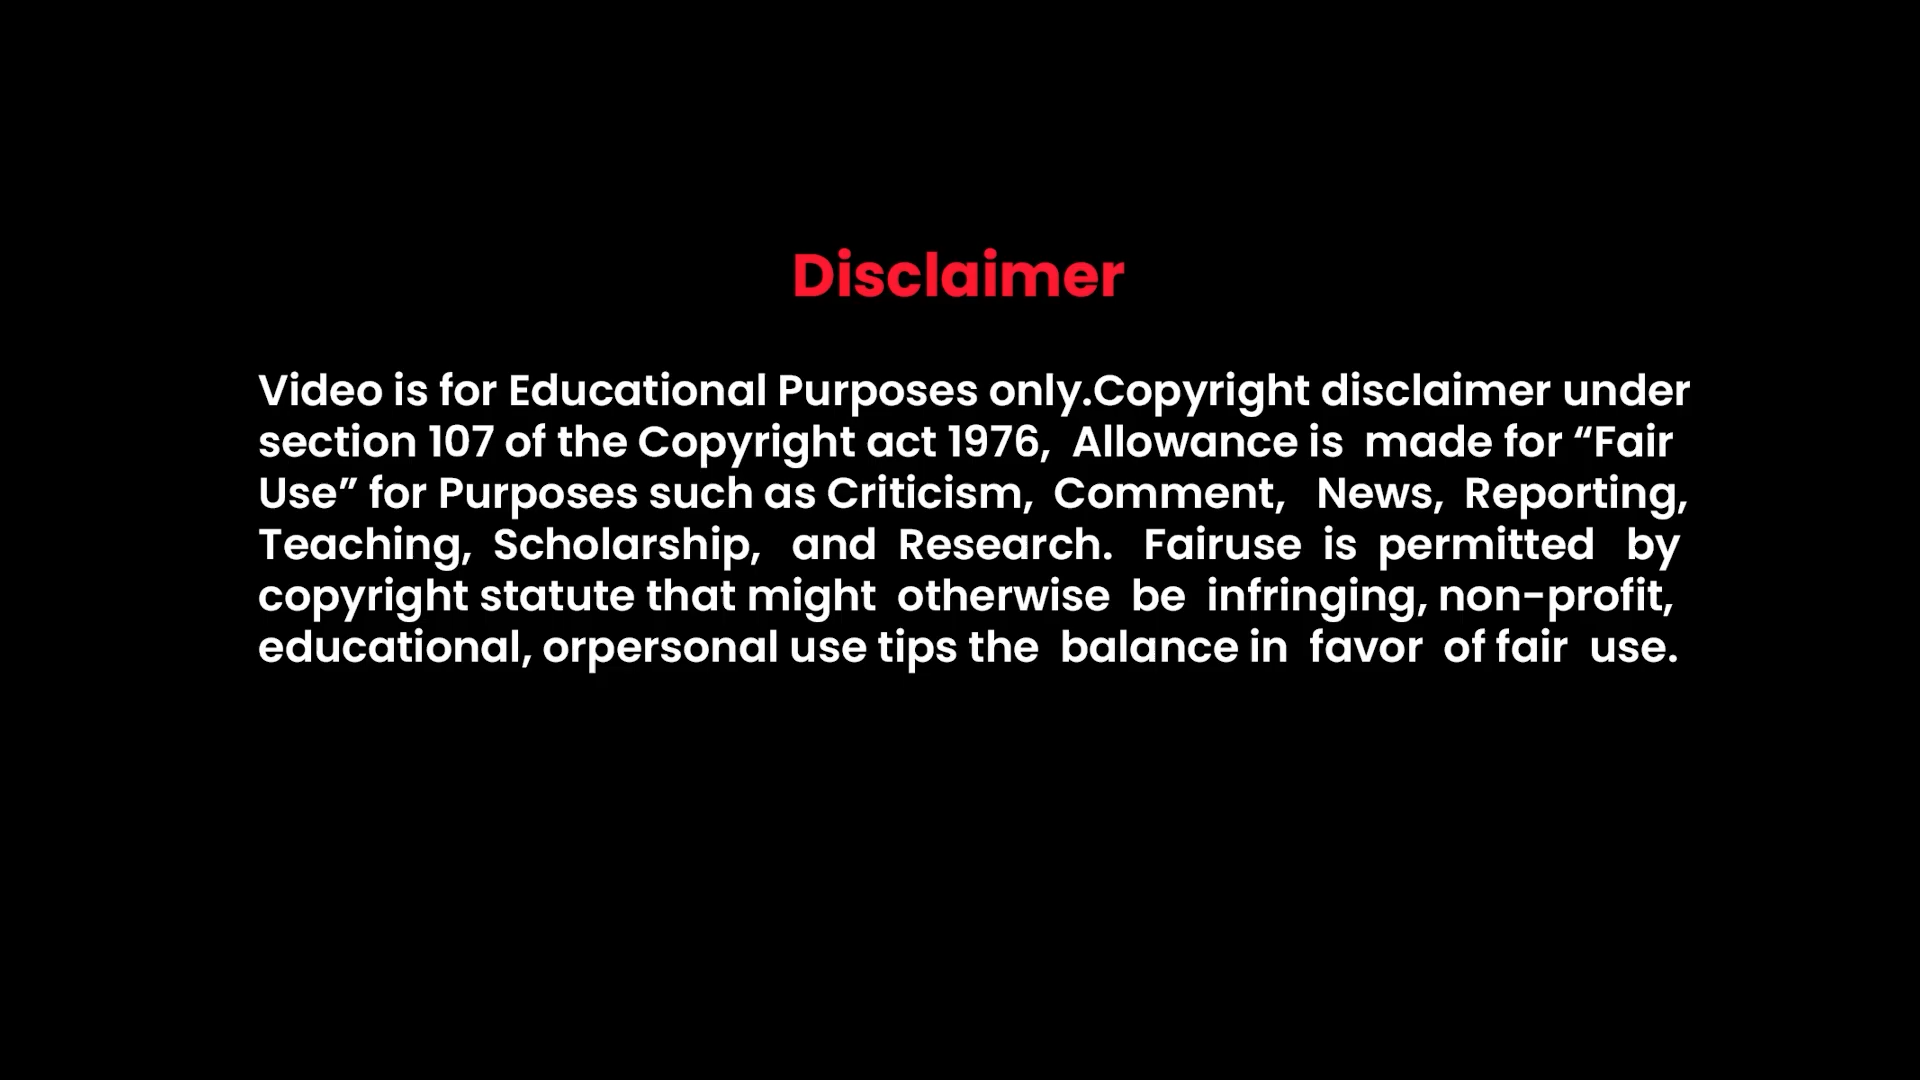 Disclaimer
Video is for Educational Purposes only.Copyright disclaimer under
section 107 of the Copyright act 1976, Allowance is made for “Fair
Use” for Purposes such as Criticism, Comment, News, Reporting,
Teaching, Scholarship, and Research. Fairuse is permitted by
copyright statute that might otherwise be infringing, non-profit,
educational, orpersonal use tips the balance in favor of fair use.